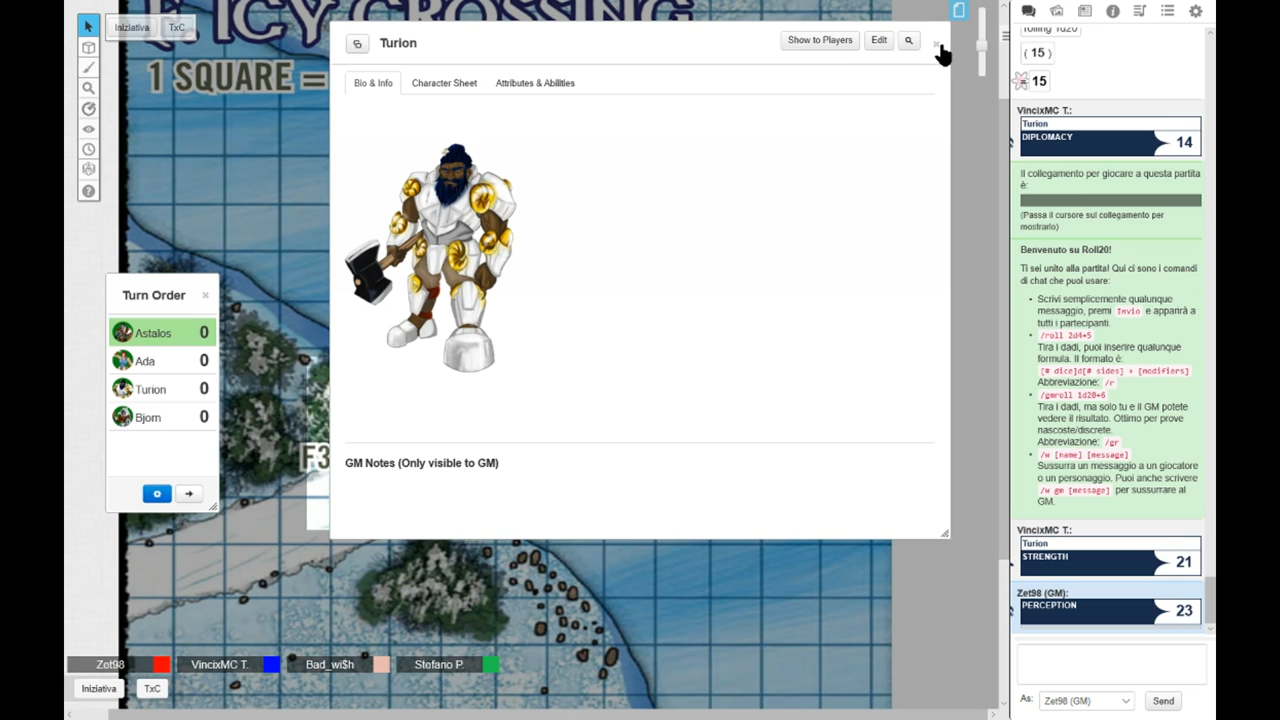 E. ICY CROSSING
1 SQUARE =
F3
Iniziativa
TxC
Turion
Show to Players
Edit
Bio & Info
Character Sheet
Attributes & Abilities
GM Notes (Only visible to GM)
Turn Order
Astalos 0
Ada 0
Turion 0
Bjorn 0
Zet98
VincixMC T.
Bad_wi$h
Stefano P.
Iniziativa
TxC
rolling 1d20
( 15 )
= 15
VincixMC T.:
Turion
DIPLOMACY
14
Il collegamento per giocare a questa partita
è:
(Passa il cursore sul collegamento per
mostrarlo)
Benvenuto su Roll20!
Ti sei unito alla partita! Qui ci sono i comandi
di chat che puoi usare:
• Scrivi semplicemente qualunque
messaggio, premi Invio e apparirà a
tutti i partecipanti.
• /roll 2d4+5
Tira i dadi, puoi inserire qualunque
formula. Il formato è:
[# dice]d[# sides] + [modifiers]
Abbreviazione: /r
• /gmroll 1d20+6
Tira i dadi, ma solo tu e il GM potete
vedere il risultato. Ottimo per prove
nascoste/discrete.
Abbreviazione: /gr
• /w [name] [message]
Sussurra un messaggio a un giocatore
o un personaggio. Puoi anche scrivere
/w gm [message] per sussurrare al
GM.
VincixMC T.:
Turion
STRENGTH
21
Zet98 (GM):
PERCEPTION
23
As:
Zet98 (GM)
Send